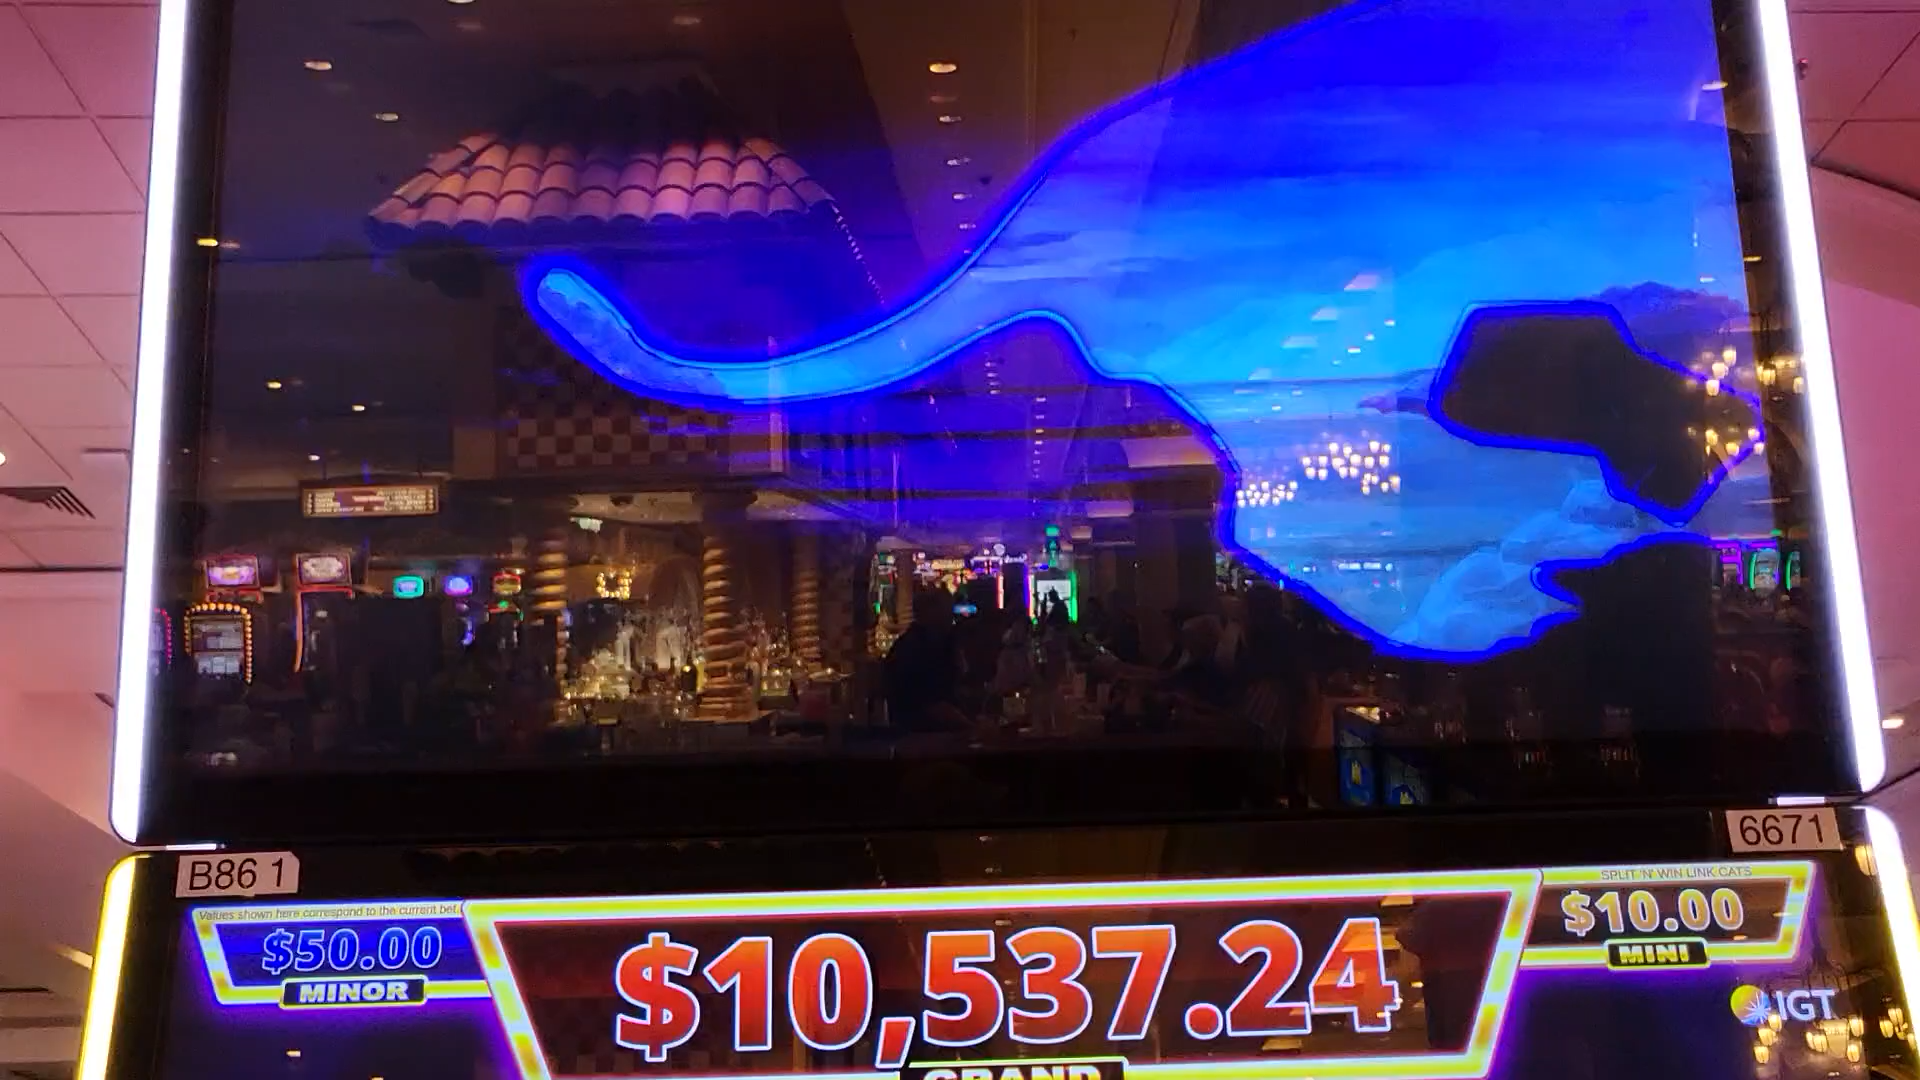 6671
B86 1
SPLIT 'N' WIN LINK CATS
Values shown here correspond to the current bet.
$10.00
MINI
$50.00
MINOR
$10,537.24
GRAND
IGT